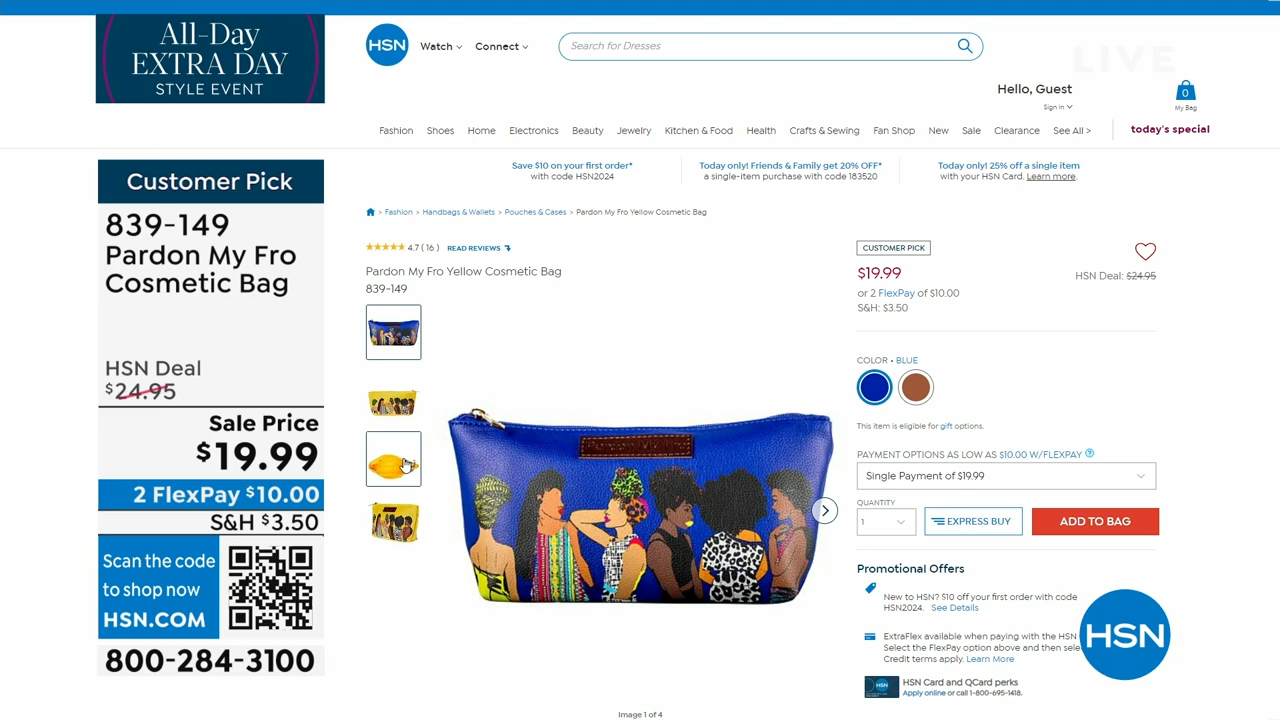 All-Day
EXTRA DAY
STYLE EVENT
HSN
Watch
Connect
Search for Dresses
LIVE
Hello, Guest
Sign In
0
My Bag
Fashion Shoes Home Electronics Beauty Jewelry Kitchen & Food Health Crafts & Sewing Fan Shop New Sale Clearance See All >
today's special
Save $10 on your first order*
with code HSN2024
Today only! Friends & Family get 20% OFF*
a single-item purchase with code 183520
Today only! 25% off a single item
with your HSN Card. Learn more.
Customer Pick
839-149
Pardon My Fro
Cosmetic Bag
HSN Deal
$24.95
Sale Price
$19.99
2 FlexPay $10.00
S&H $3.50
Scan the code
to shop now
HSN.COM
800-284-3100
> Fashion > Handbags & Wallets > Pouches & Cases > Pardon My Fro Yellow Cosmetic Bag
4.7 ( 16 ) READ REVIEWS
Pardon My Fro Yellow Cosmetic Bag
839-149
CUSTOMER PICK
$19.99
HSN Deal: $24.95
or 2 FlexPay of $10.00
S&H: $3.50
COLOR • BLUE
This item is eligible for gift options.
PAYMENT OPTIONS AS LOW AS $10.00 W/FLEXPAY
Single Payment of $19.99
QUANTITY
1
EXPRESS BUY
ADD TO BAG
Promotional Offers
New to HSN? $10 off your first order with code
HSN2024. See Details
ExtraFlex available when paying with the HSN
Select the FlexPay option above and then sele
Credit terms apply. Learn More
HSN
HSN Card and QCard perks
Apply online or call 1-800-695-1418.
Image 1 of 4